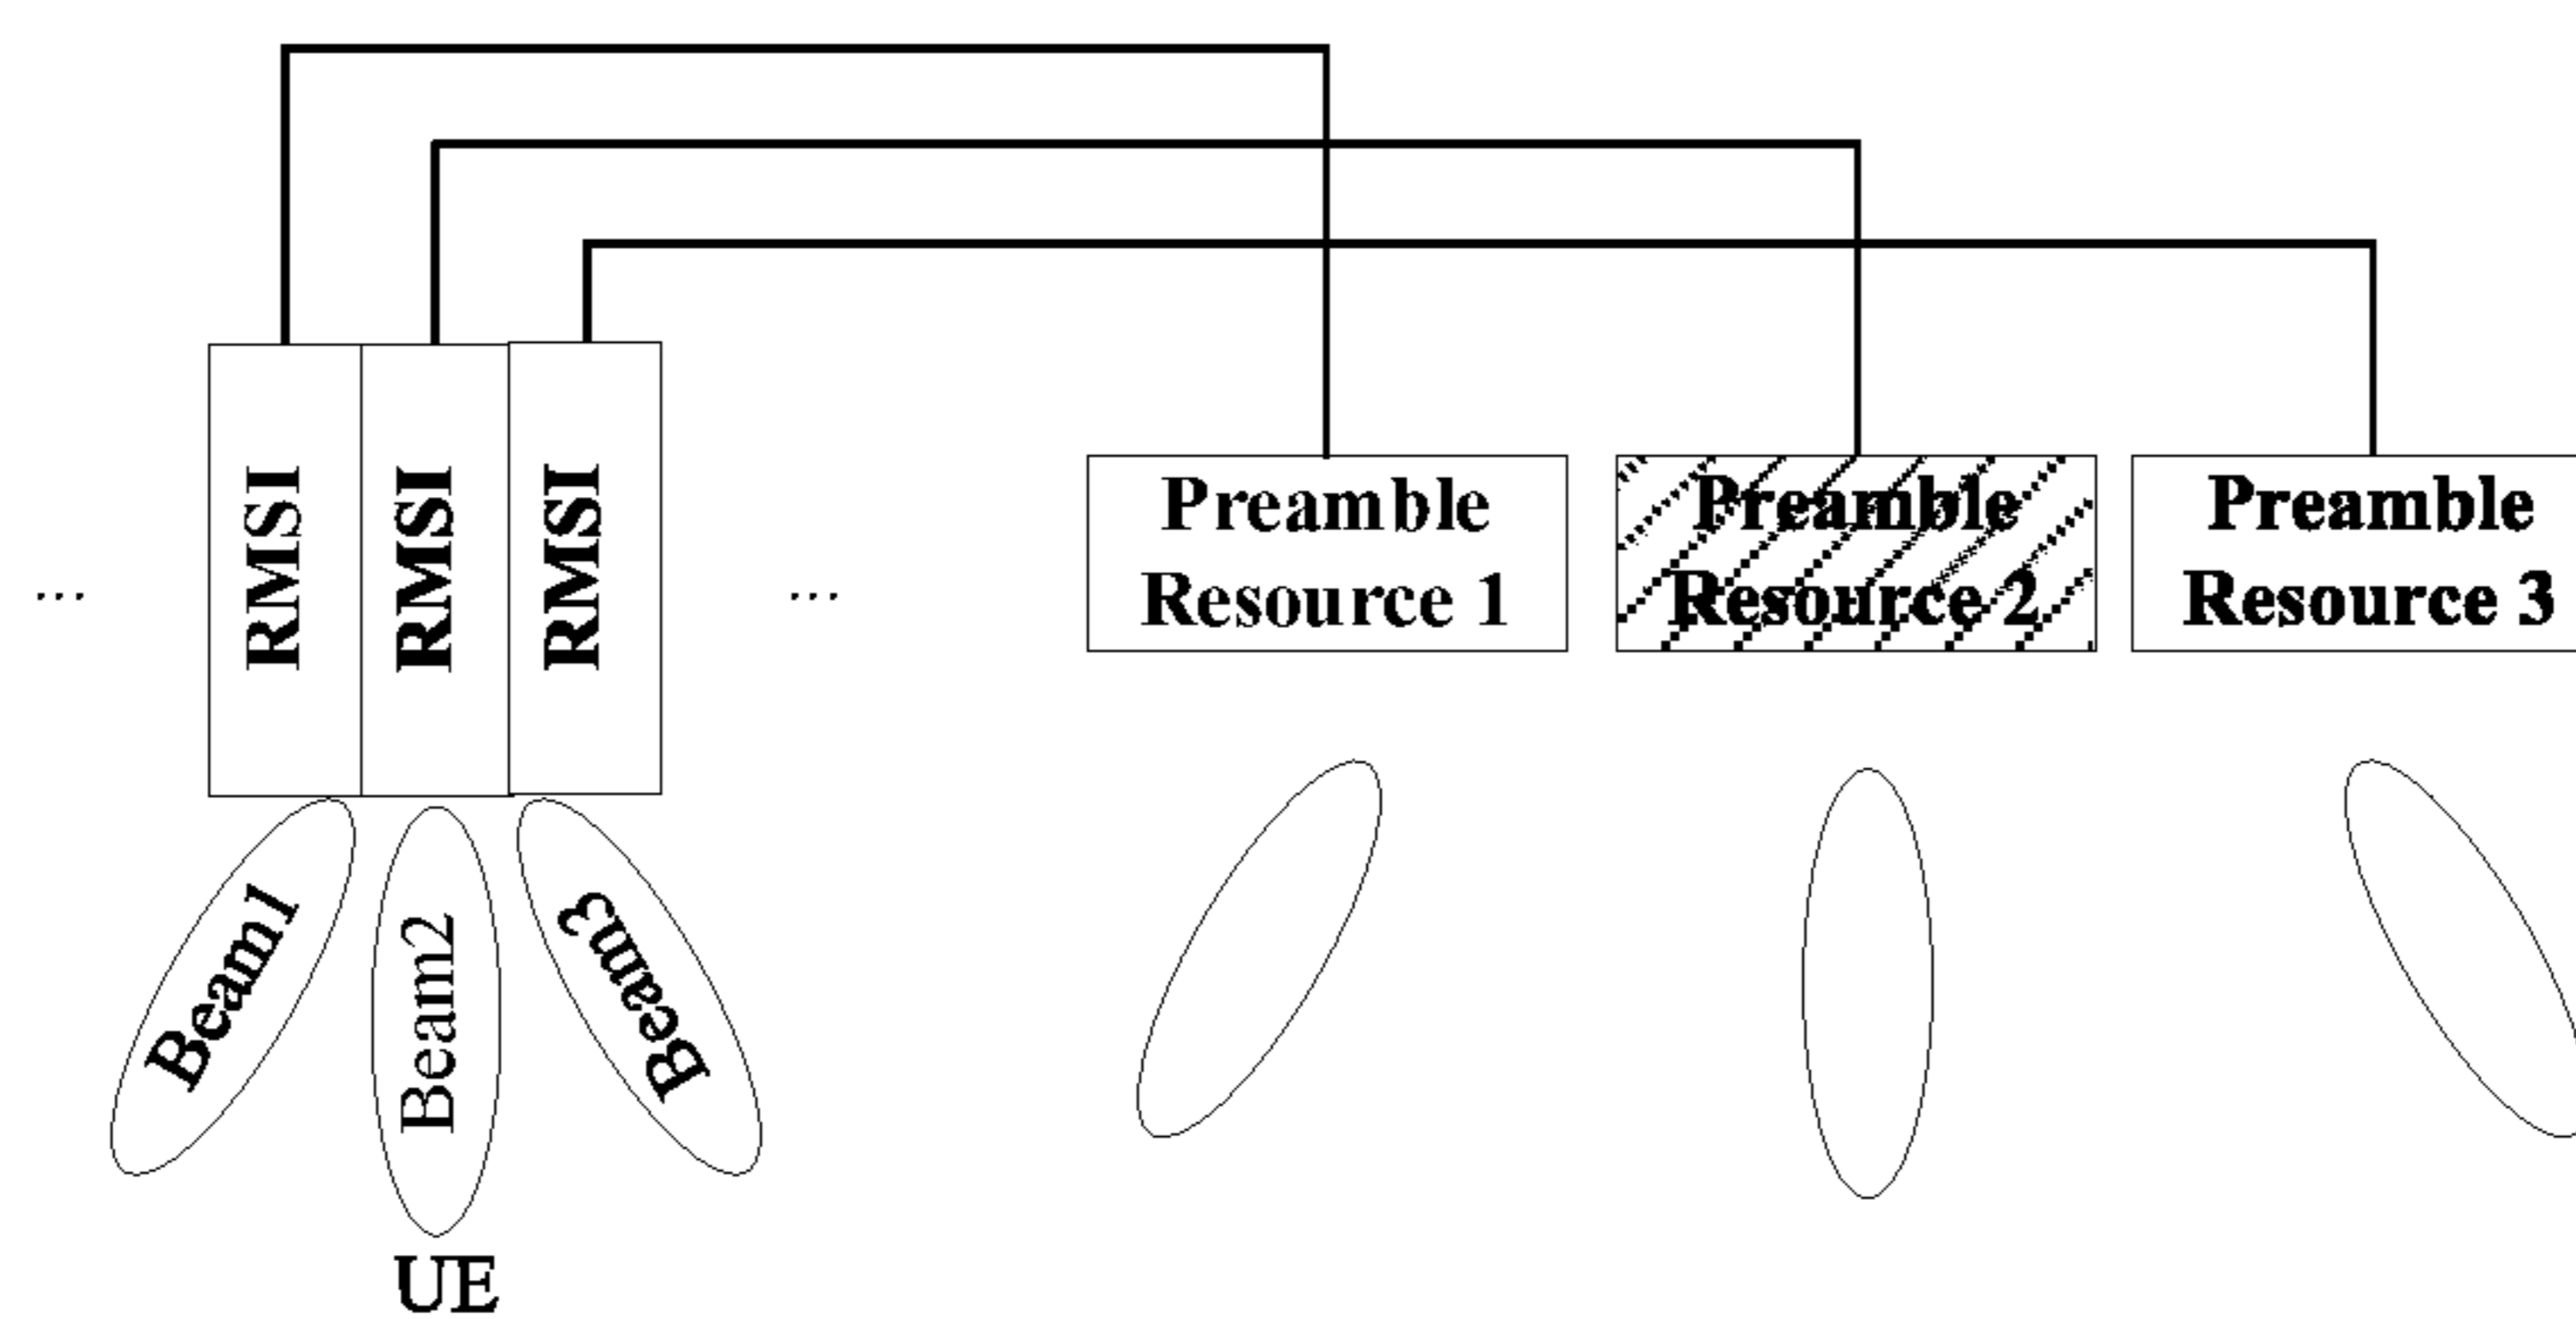 RMSI
RMSI
RMSI
...
...
Preamble
Resource 1
Preamble
Resource 2
Preamble
Resource 3
Beam1
Beam2
Beam3
UE